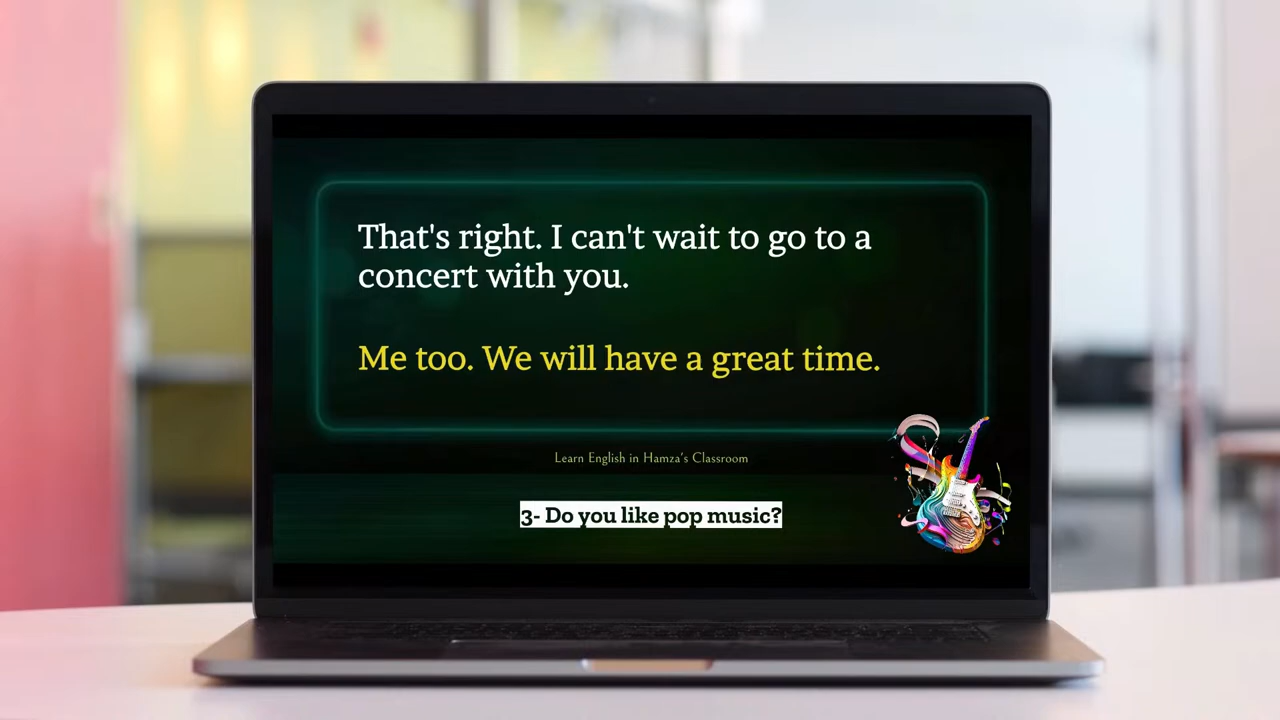 That's right. I can't wait to go to a
concert with you.
Me too. We will have a great time.
Learn English in Hamza's Classroom
3- Do you like pop music?